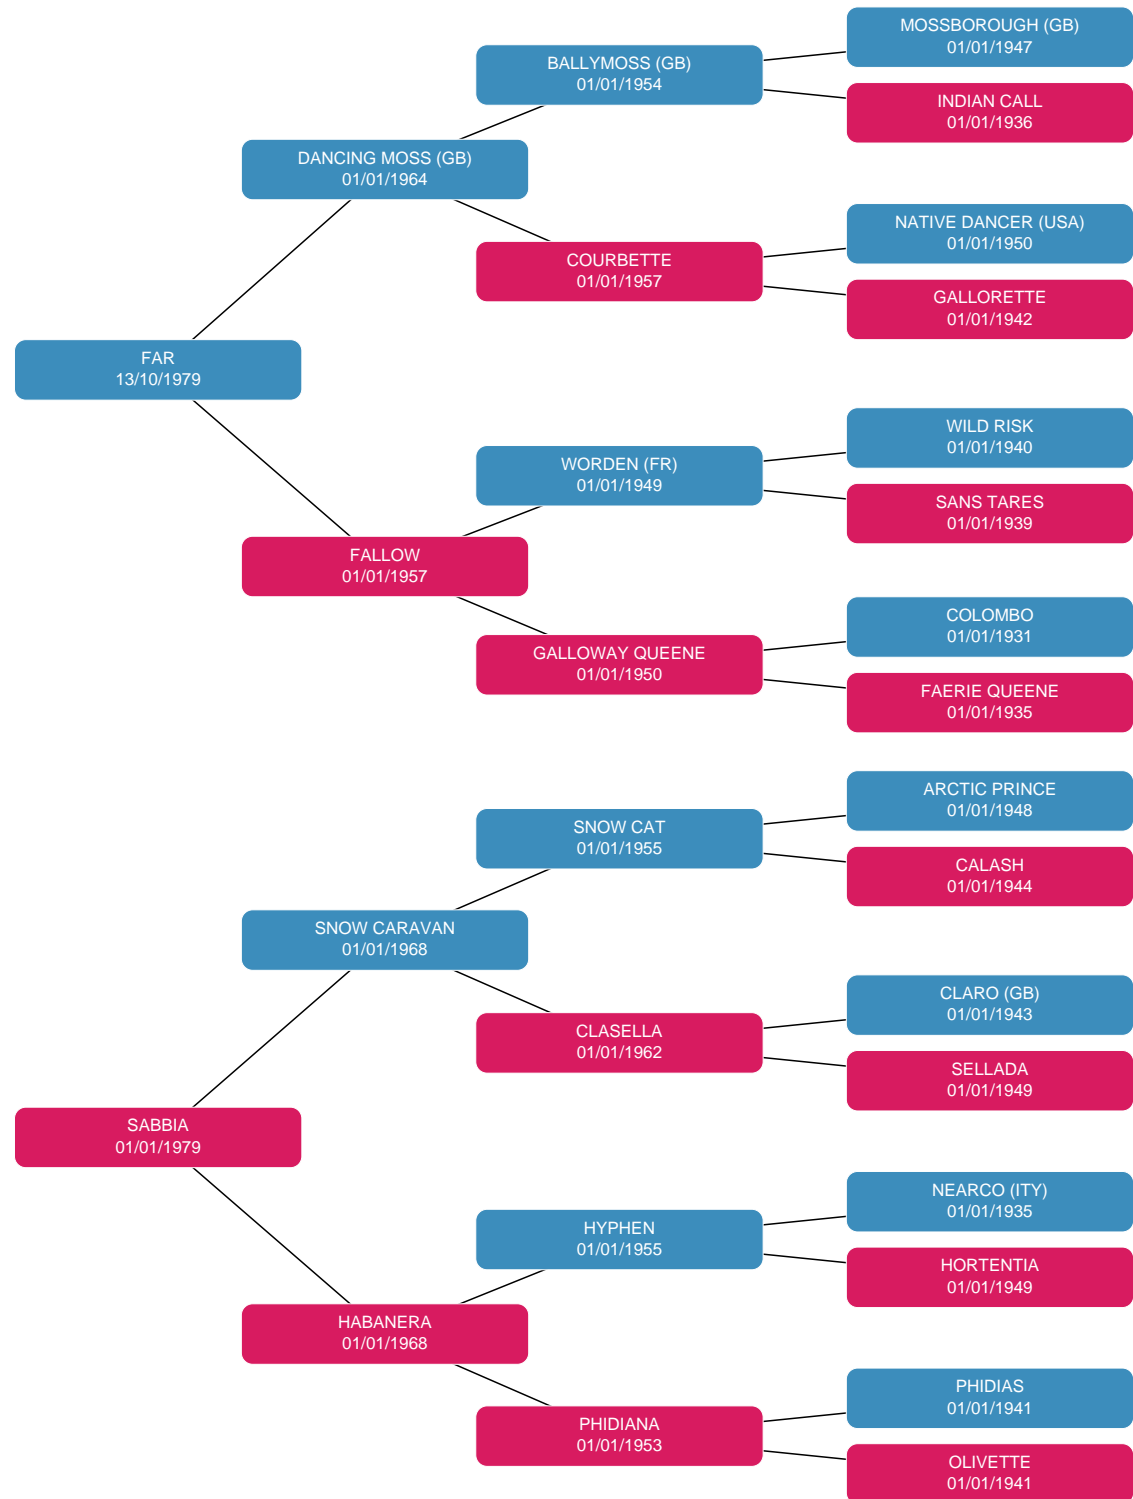 MOSSBOROUGH (GB)
01/01/1947
BALLYMOSS (GB)
01/01/1954
INDIAN CALL
01/01/1936
DANCING MOSS (GB)
01/01/1964
NATIVE DANCER (USA)
01/01/1950
COURBETTE
01/01/1957
GALLORETTE
01/01/1942
FAR
13/10/1979
WILD RISK
01/01/1940
WORDEN (FR)
01/01/1949
SANS TARES
01/01/1939
FALLOW
01/01/1957
COLOMBO
01/01/1931
GALLOWAY QUEENE
01/01/1950
FAERIE QUEENE
01/01/1935
ARCTIC PRINCE
01/01/1948
SNOW CAT
01/01/1955
CALASH
01/01/1944
SNOW CARAVAN
01/01/1968
CLARO (GB)
01/01/1943
CLASELLA
01/01/1962
SELLADA
01/01/1949
SABBIA
01/01/1979
NEARCO (ITY)
01/01/1935
HYPHEN
01/01/1955
HORTENTIA
01/01/1949
HABANERA
01/01/1968
PHIDIAS
01/01/1941
PHIDIANA
01/01/1953
OLIVETTE
01/01/1941